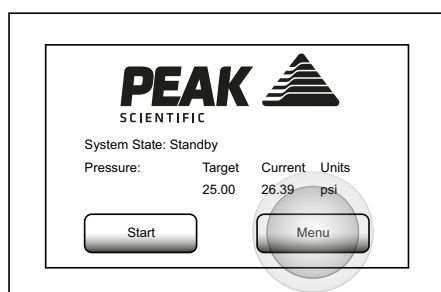 PEAK
SCIENTIFIC
System State: Standby
Pressure: Target Current Units
25.00 26.39 psi
Start Menu